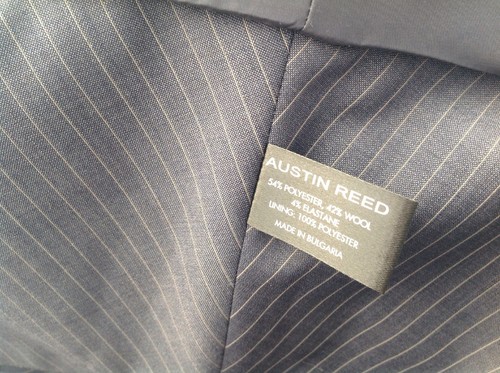 AUSTIN REED
54% POLYESTER, 42% WOOL
4% ELASTANE
LINING: 100% POLYESTER
MADE IN BULGARIA